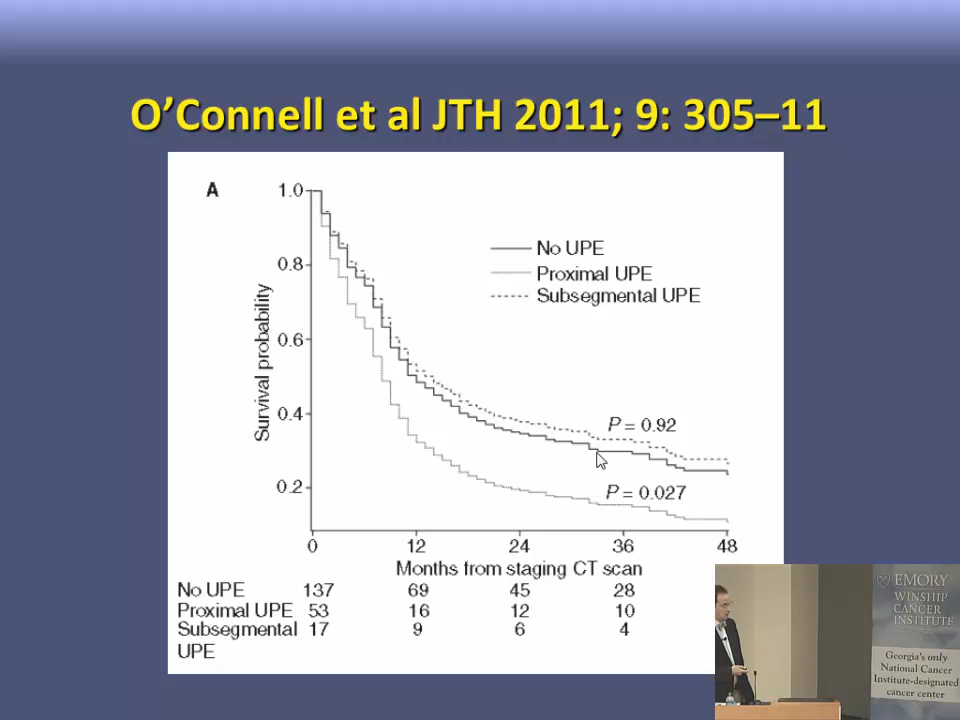 O'Connell et al JTH 2011; 9: 305–11
A
1.0
0.8
0.6
0.4
0.2
Survival probability
No UPE
Proximal UPE
Subsegmental UPE
P = 0.92
P = 0.027
0 12 24 36 48
Months from staging CT scan
No UPE 137 69 45 28
Proximal UPE 53 16 12 10
Subsegmental 17 9 6 4
UPE
EMORY
WINSHIP
CANCER
INSTITUTE
Georgia's only
National Cancer
Institute-designated
cancer center